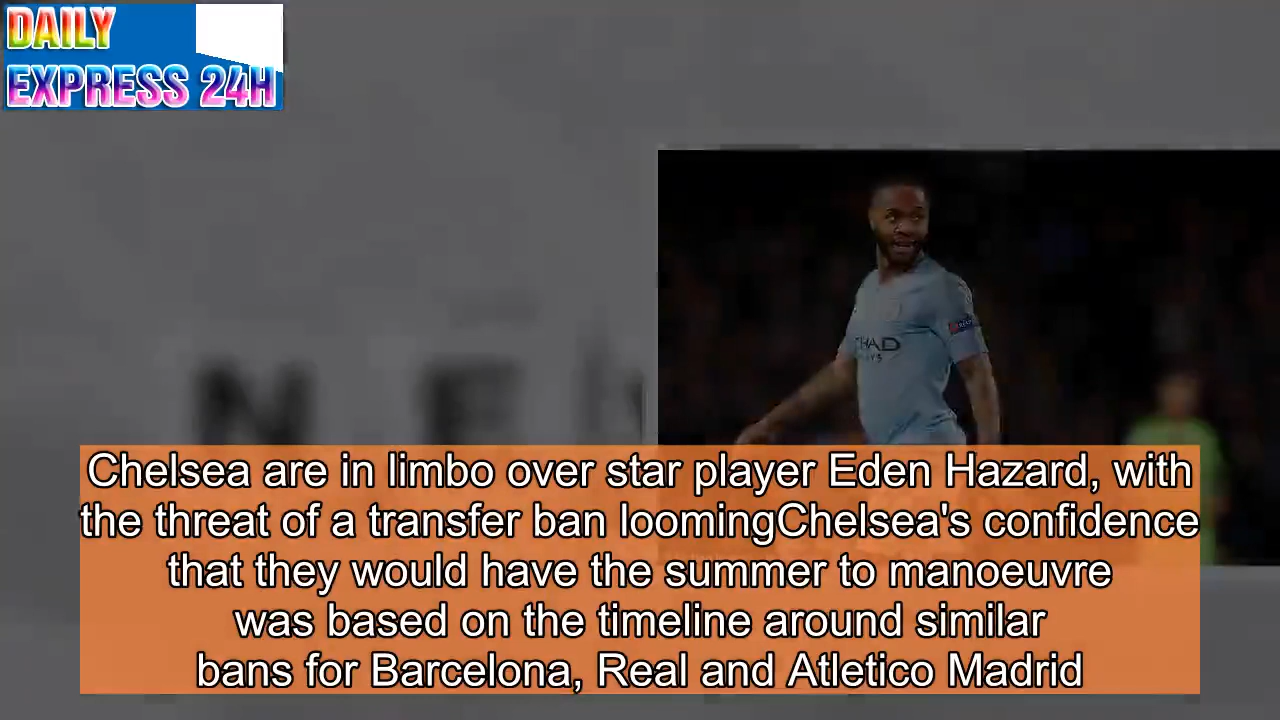 DAILY
EXPRESS 24H
N E
HAD
Chelsea are in limbo over star player Eden Hazard, with
the threat of a transfer ban loomingChelsea's confidence
that they would have the summer to manoeuvre
was based on the timeline around similar
bans for Barcelona, Real and Atletico Madrid